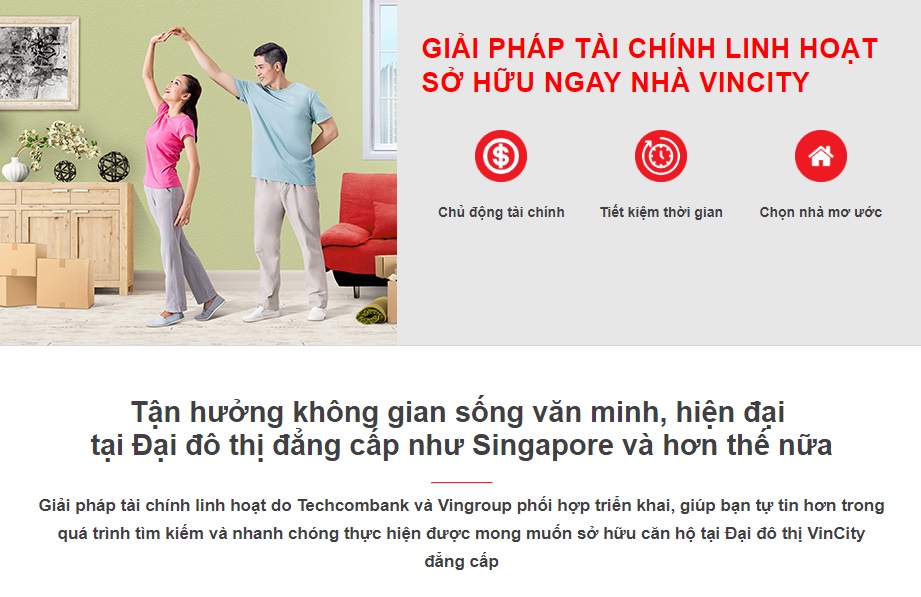 GIẢI PHÁP TÀI CHÍNH LINH HOẠT
SỞ HỮU NGAY NHÀ VINCITY
Chủ động tài chính
Tiết kiệm thời gian
Chọn nhà mơ ước
Tận hưởng không gian sống văn minh, hiện đại
tại Đại đô thị đẳng cấp như Singapore và hơn thế nữa
Giải pháp tài chính linh hoạt do Techcombank và Vingroup phối hợp triển khai, giúp bạn tự tin hơn trong
quá trình tìm kiếm và nhanh chóng thực hiện được mong muốn sở hữu căn hộ tại Đại đô thị VinCity
đẳng cấp